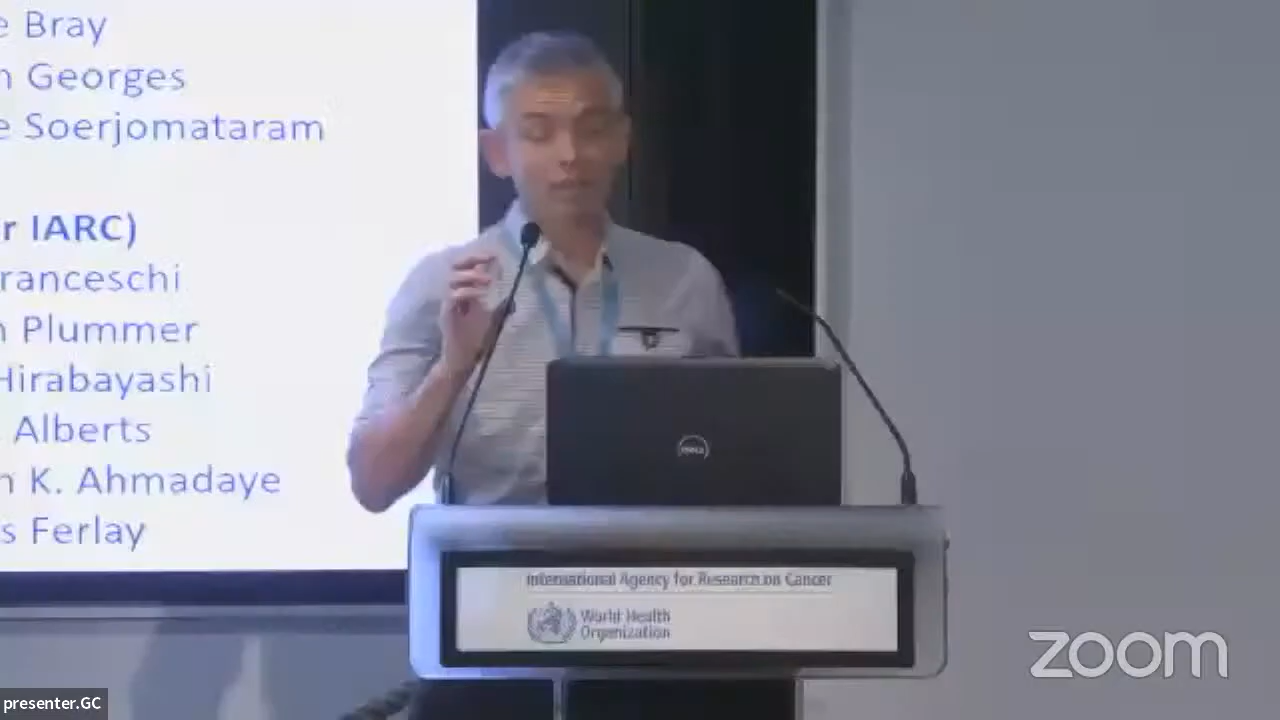 e Bray
n Georges
e Soerjomataram
r IARC)
ranceschi
n Plummer
Hirabayashi
. Alberts
n K. Ahmadaye
s Ferlay
DELL
International Agency for Research on Cancer
World Health
Organization
zoom
presenter.GC